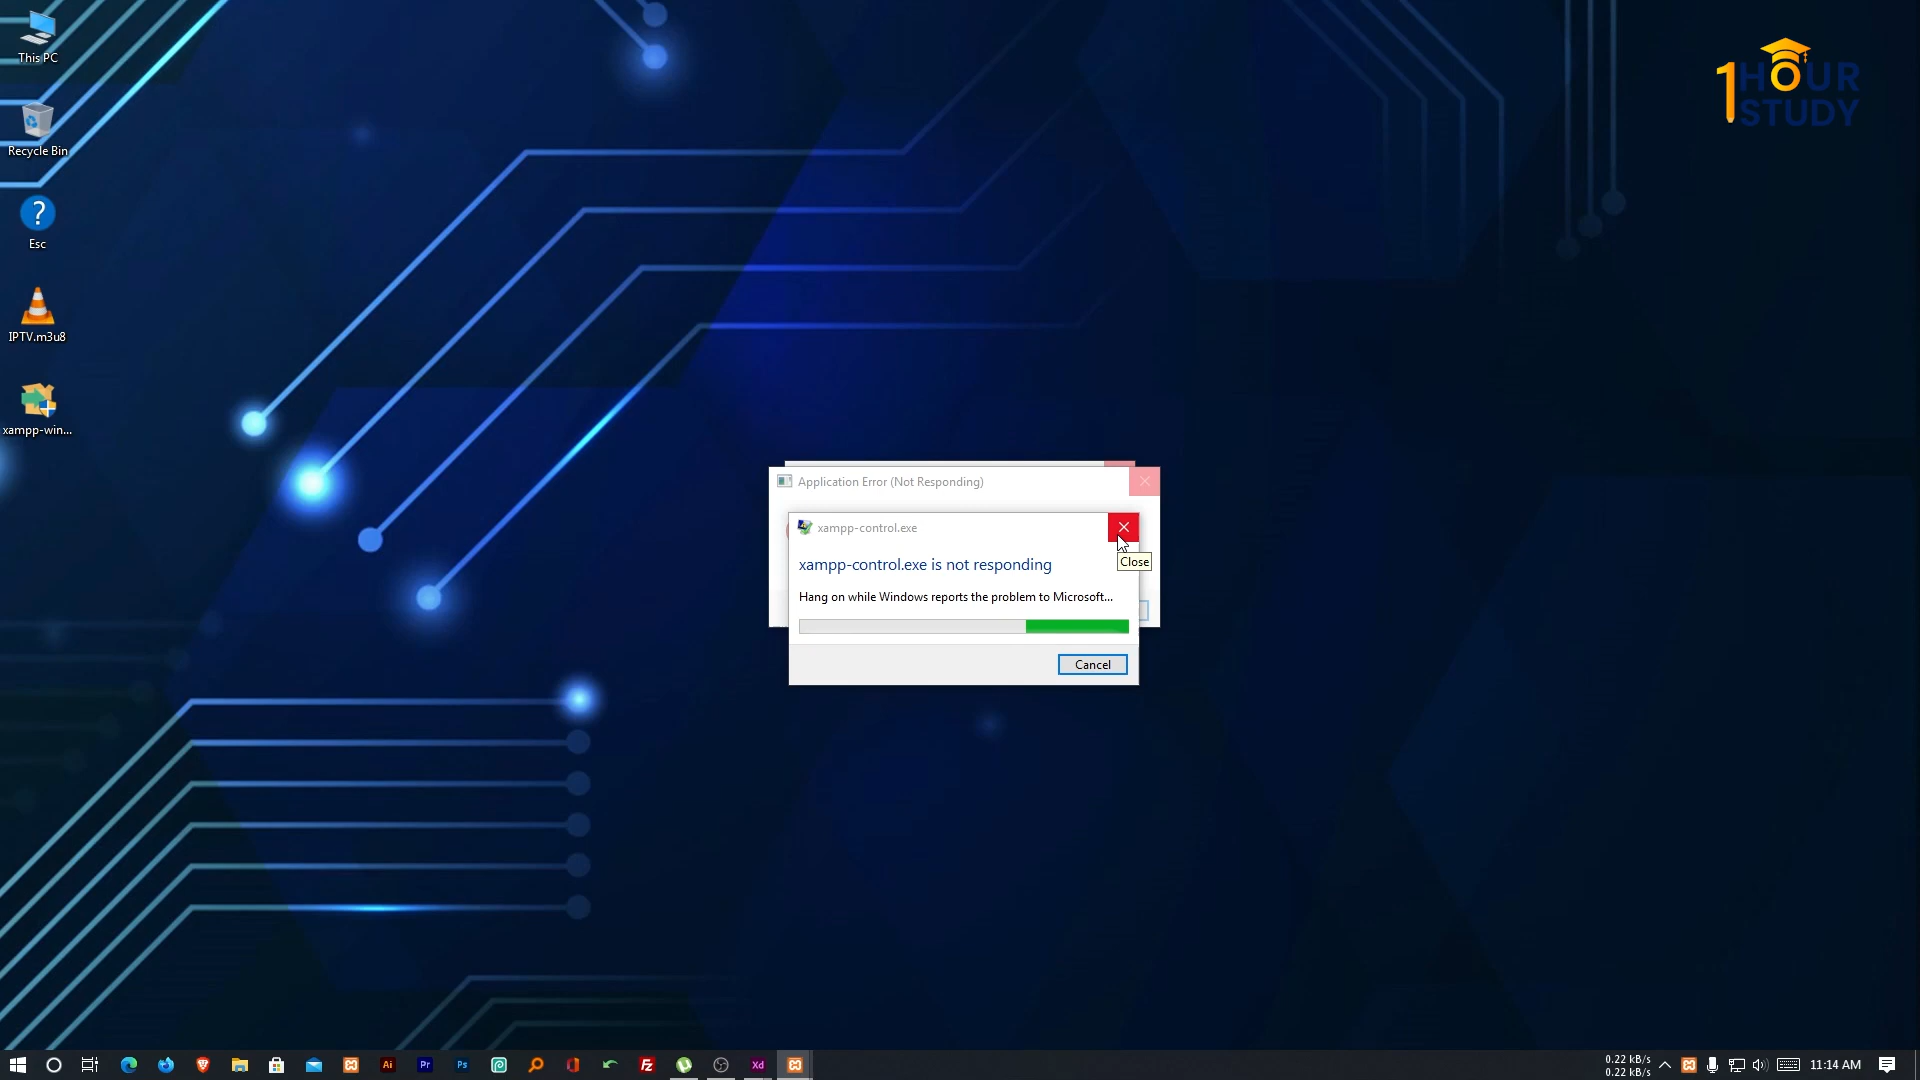 This PC
Recycle Bin
Esc
IPTV.m3u8
xampp-win...
1 HOUR
STUDY
Application Error (Not Responding)
xampp-control.exe
Close
xampp-control.exe is not responding
Hang on while Windows reports the problem to Microsoft...
Cancel
Ai
Pr
Ps
Fz
Xd
0.22 kB/s
0.22 kB/s
11:14 AM